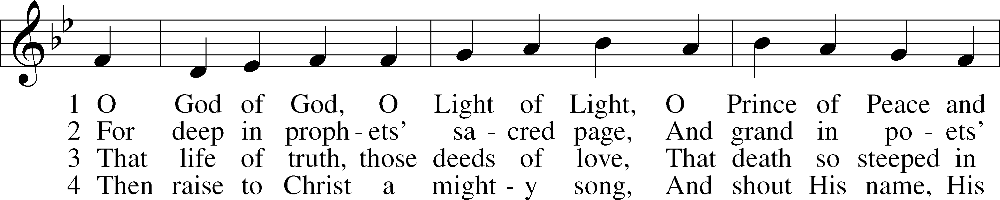 1 O God of God, O Light of Light, O Prince of Peace and
2 For deep in proph - ets’ sa - cred page, And grand in po - ets’
3 That life of truth, those deeds of love, That death so steeped in
4 Then raise to Christ a might - y song, And shout His name, His